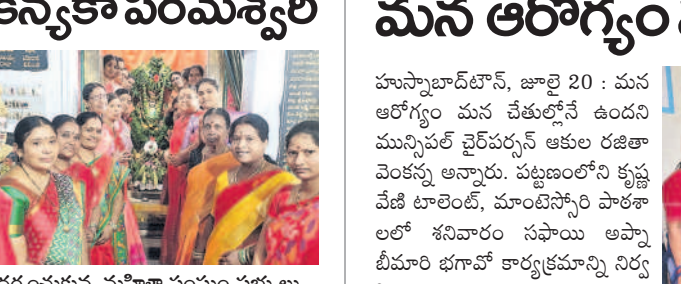 కన్యకా పరమేశ్వరి
మన ఆరోగ్యం
హుస్నాబాద్‌టౌన్, జూలై 20 : మన
ఆరోగ్యం మన చేతుల్లోనే ఉందని
మున్సిపల్ చైర్‌పర్సన్ ఆకుల రజితా
వెంకన్న అన్నారు. పట్టణంలోని కృష్ణ
వేణి టాలెంట్, మాంటెస్సోరి పాఠశా
లలో శనివారం సఫాయి అప్నా
బీమారి భగావో కార్యక్రమాన్ని నిర్వ